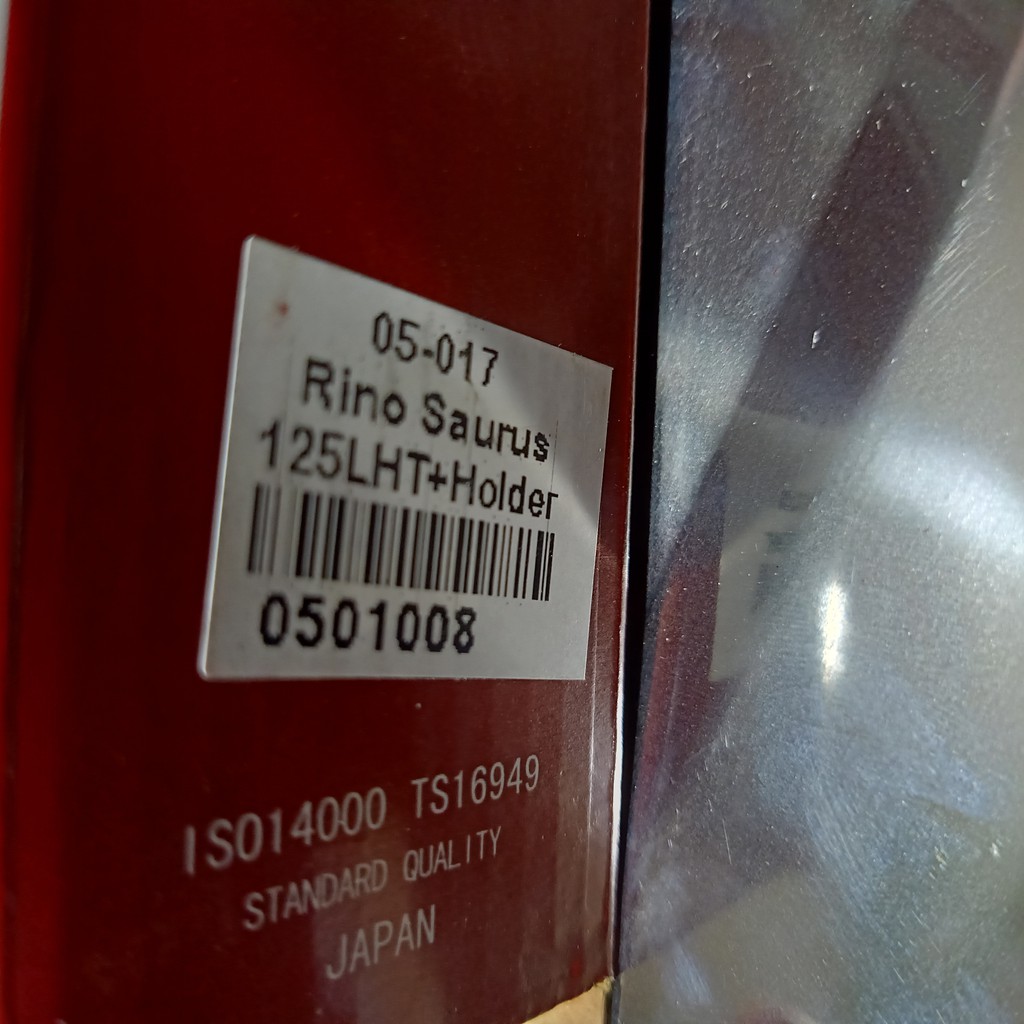 05-017
Rino Saurus
125LHT+Holder
0501008
ISO14000 TS16949
STANDARD QUALITY
JAPAN